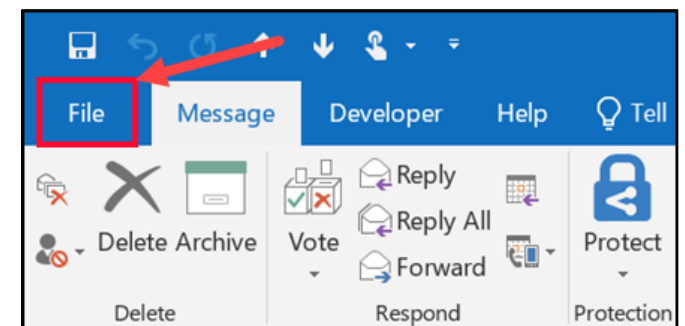 File Message Developer Help Tell
Delete Archive Vote Reply Reply All Forward Protect
Delete Respond Protection